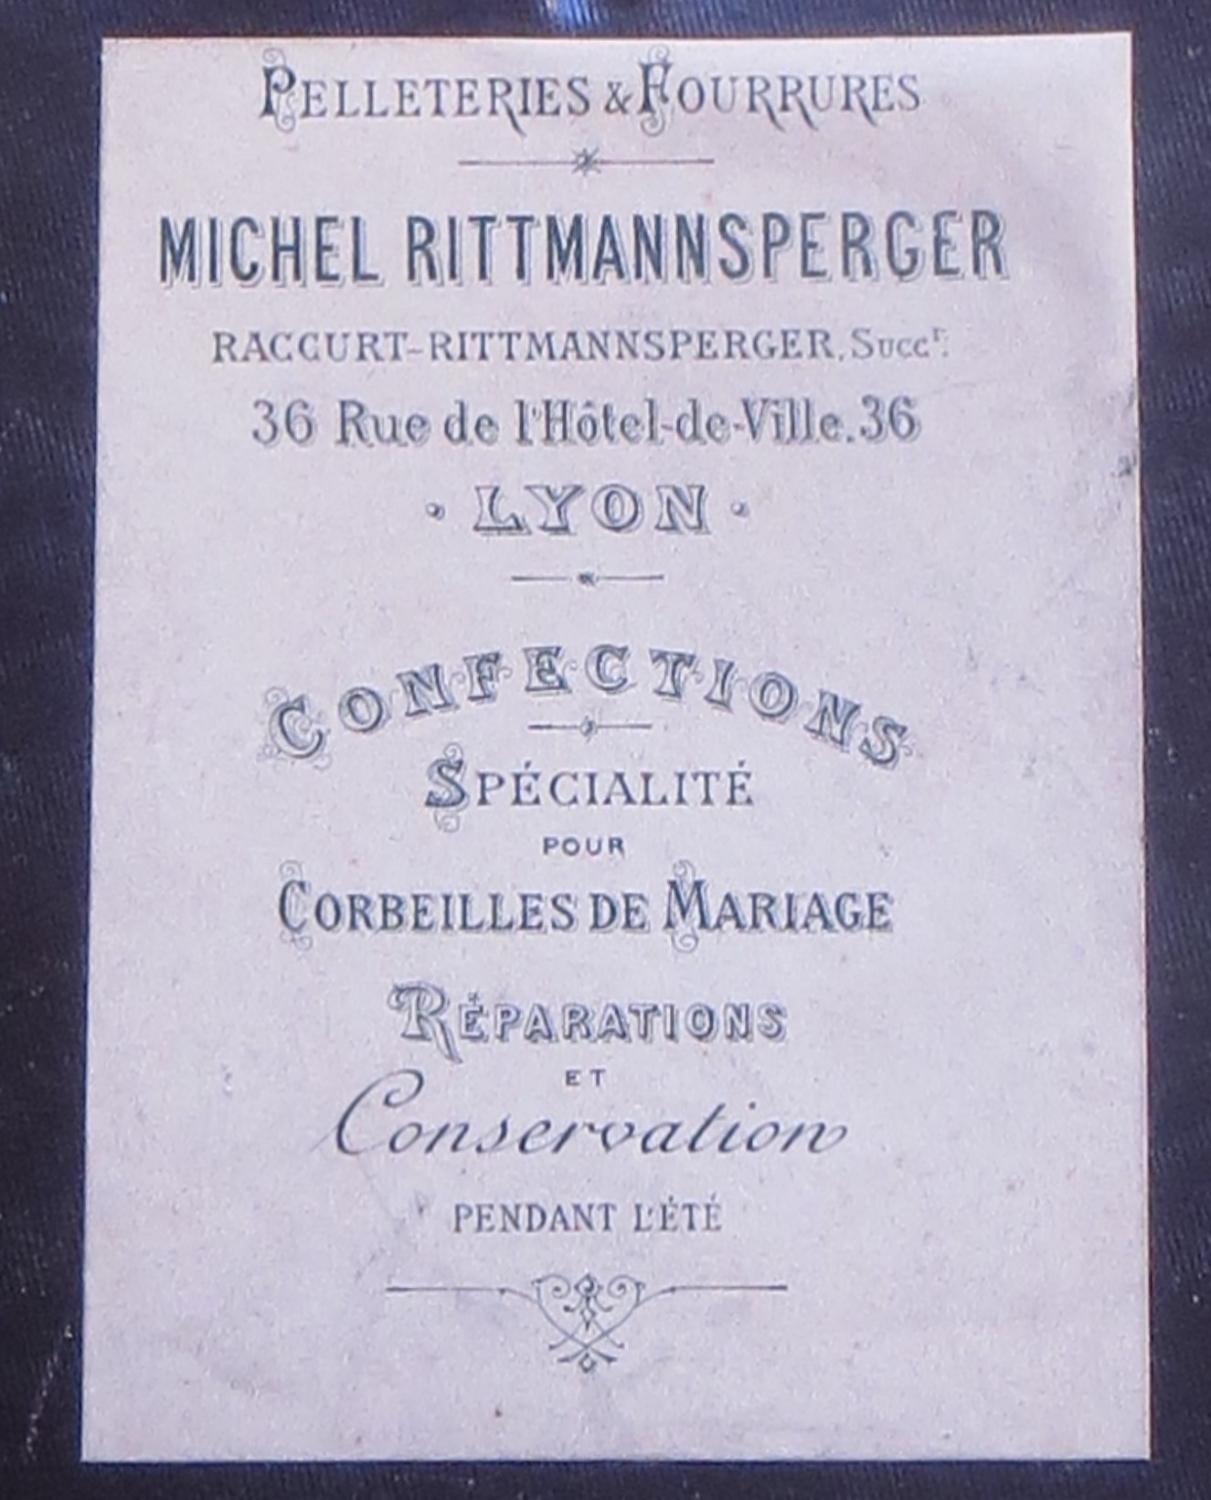 PELLETERIES & FOURRURES
MICHEL RITTMANNSPERGER
RACCURT-RITTMANNSPERGER, Succr.
36 Rue de l'Hôtel-de-Ville. 36
· LYON ·
CONFECTIONS
SPÉCIALITÉ
POUR
CORBEILLES DE MARIAGE
RÉPARATIONS
ET
Conservation
PENDANT L'ÉTÉ